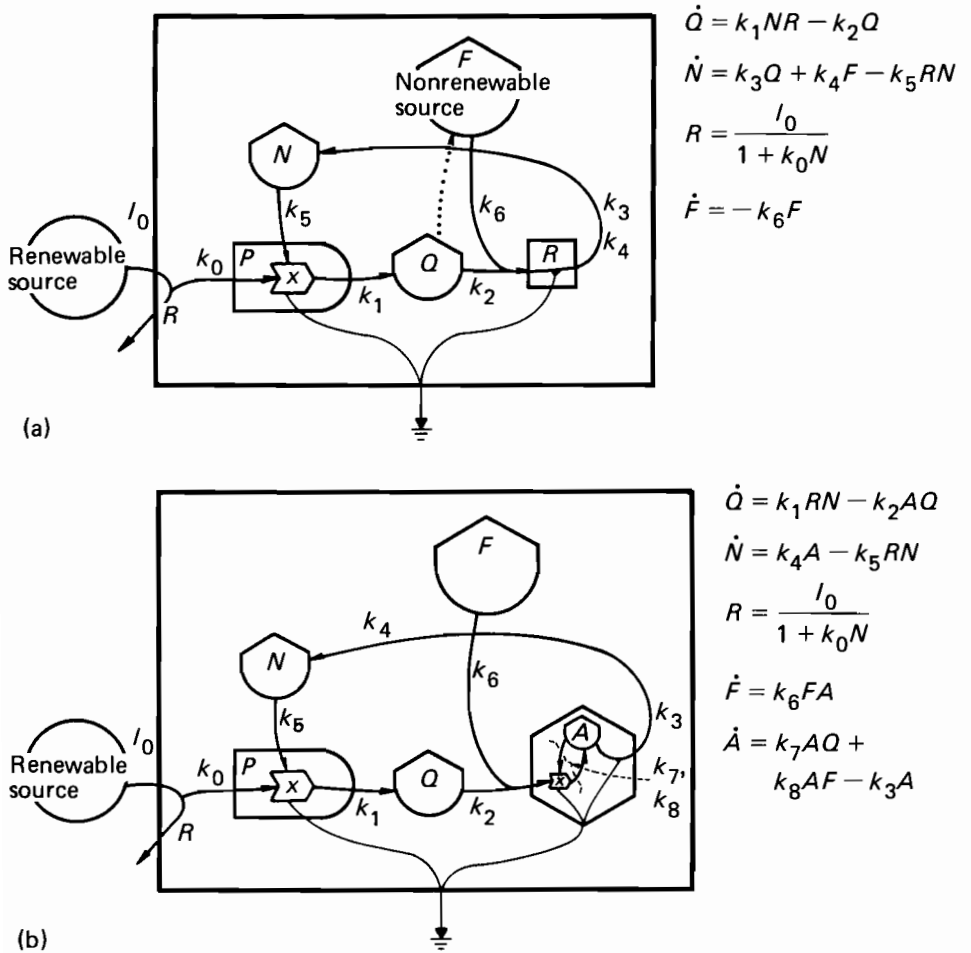 F
Nonrenewable
source
N
I₀
k₅
k₆
k₃
k₄
Renewable
source
k₀
P
x
k₁
Q
k₂
R
R
Q̇ = k₁NR − k₂Q
Ṅ = k₃Q + k₄F − k₅RN
R = I₀ / (1 + k₀N)
Ḟ = −k₆F
(a)
F
k₄
N
k₆
k₅
I₀
k₃
A
Renewable
source
k₀
P
x
k₁
Q
k₂
x
k₇,
k₈
R
Q̇ = k₁RN − k₂AQ
Ṅ = k₄A − k₅RN
R = I₀ / (1 + k₀N)
Ḟ = k₆FA
Ȧ = k₇AQ +
k₈AF − k₃A
(b)